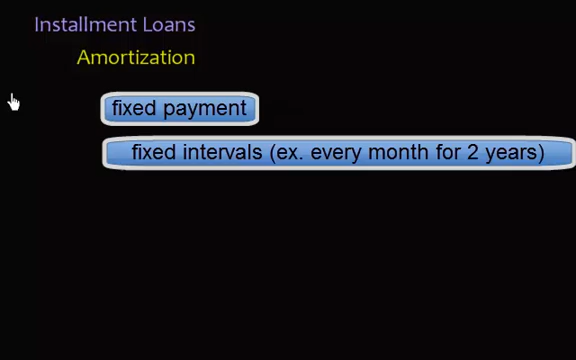 Installment Loans
Amortization
fixed payment
fixed intervals (ex. every month for 2 years)